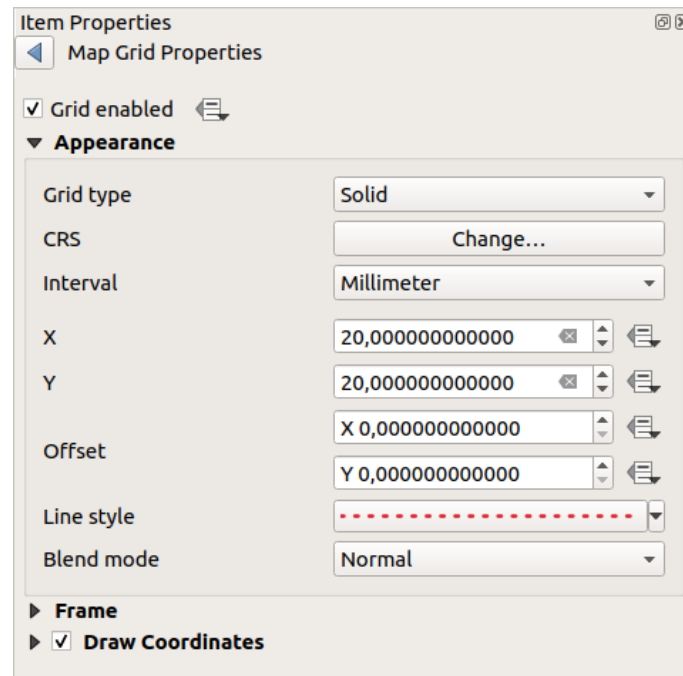 Item Properties
Map Grid Properties
Grid enabled
Appearance
Grid type Solid
CRS Change...
Interval Millimeter
X 20,000000000000
Y 20,000000000000
Offset X 0,000000000000
Y 0,000000000000
Line style
Blend mode Normal
Frame
Draw Coordinates